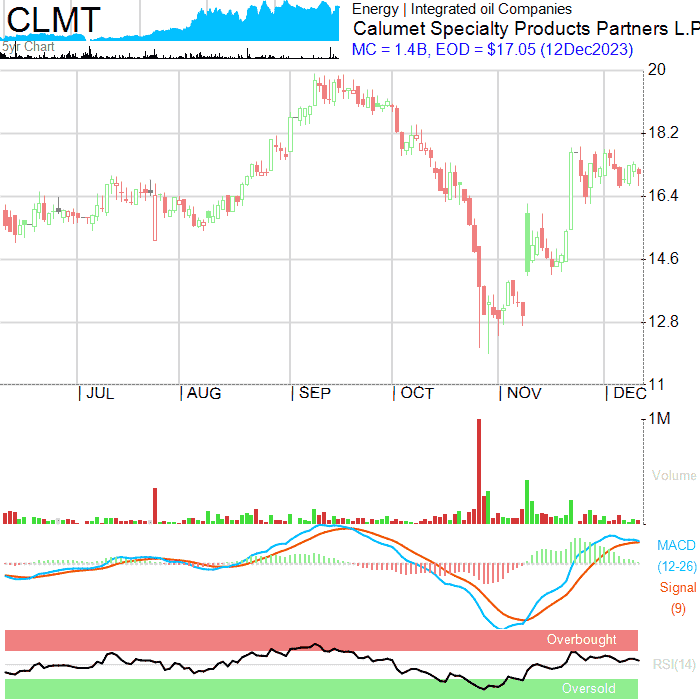 CLMT
5yr Chart
Energy | Integrated oil Companies
Calumet Specialty Products Partners L.P
MC = 1.4B, EOD = $17.05 (12Dec2023)
20
18.2
16.4
14.6
12.8
11
JUL AUG SEP OCT NOV DEC
1M
Volume
MACD
(12-26)
Signal
(9)
Overbought
RSI(14)
Oversold